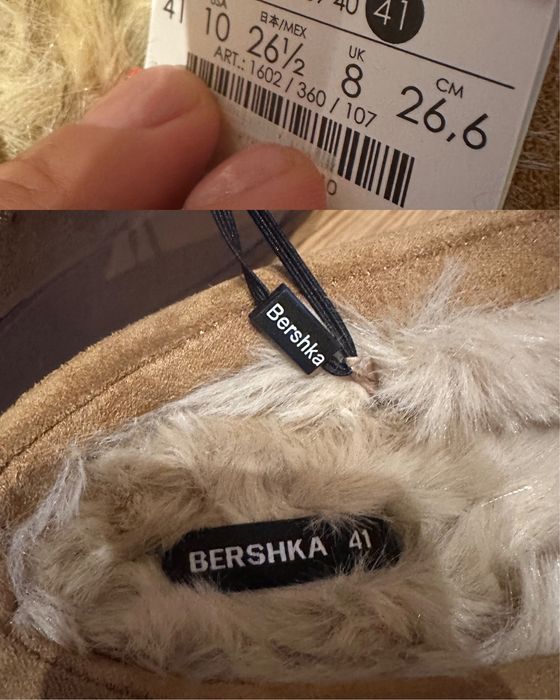 40 41
41 USA 日本/MEX UK CM
10 26½ 8 26,6
ART.: 1602 / 360 / 107
0
Bershka
BERSHKA 41